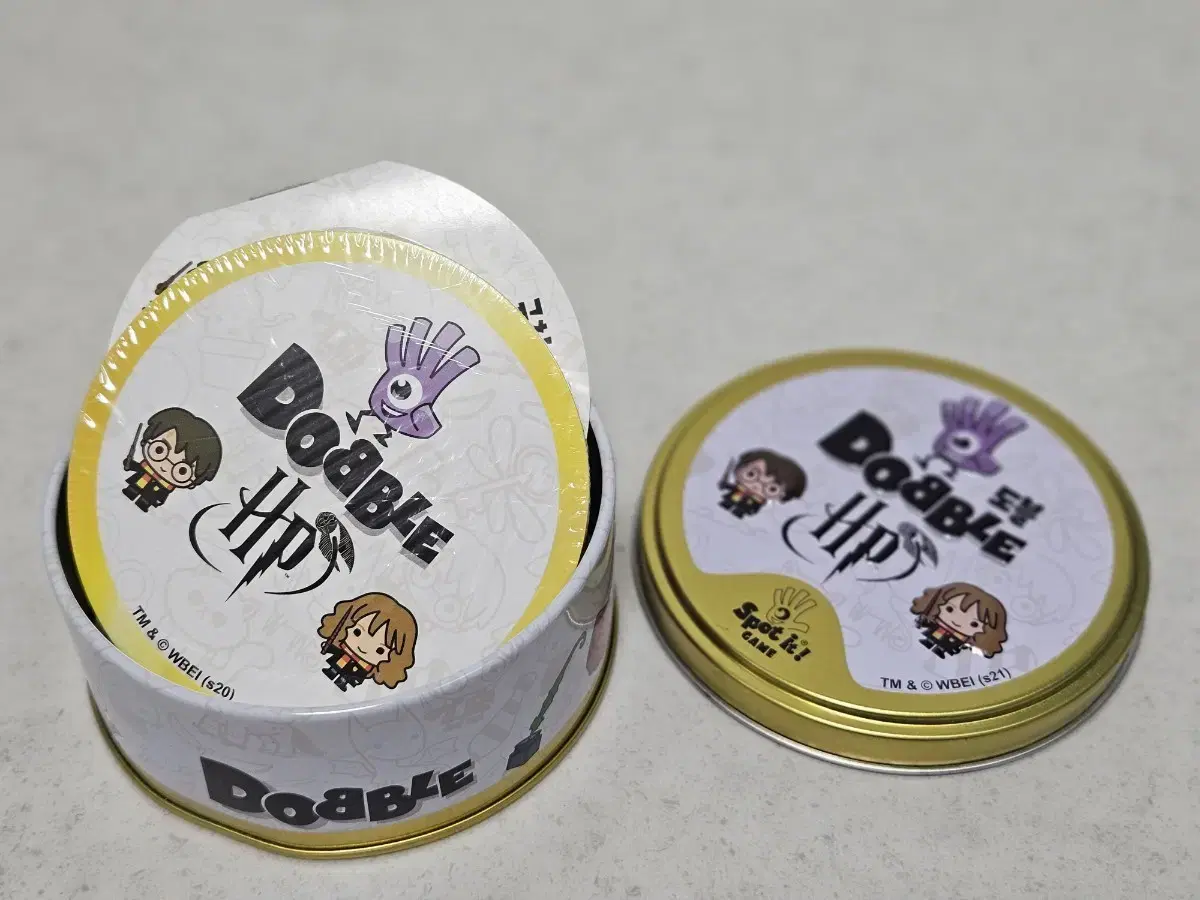 DOBBLE
HP
TM & © WBEI (s20)
DOBBLE
도블
DOBBLE
HP
Spot it!
GAME
TM & © WBEI (s21)